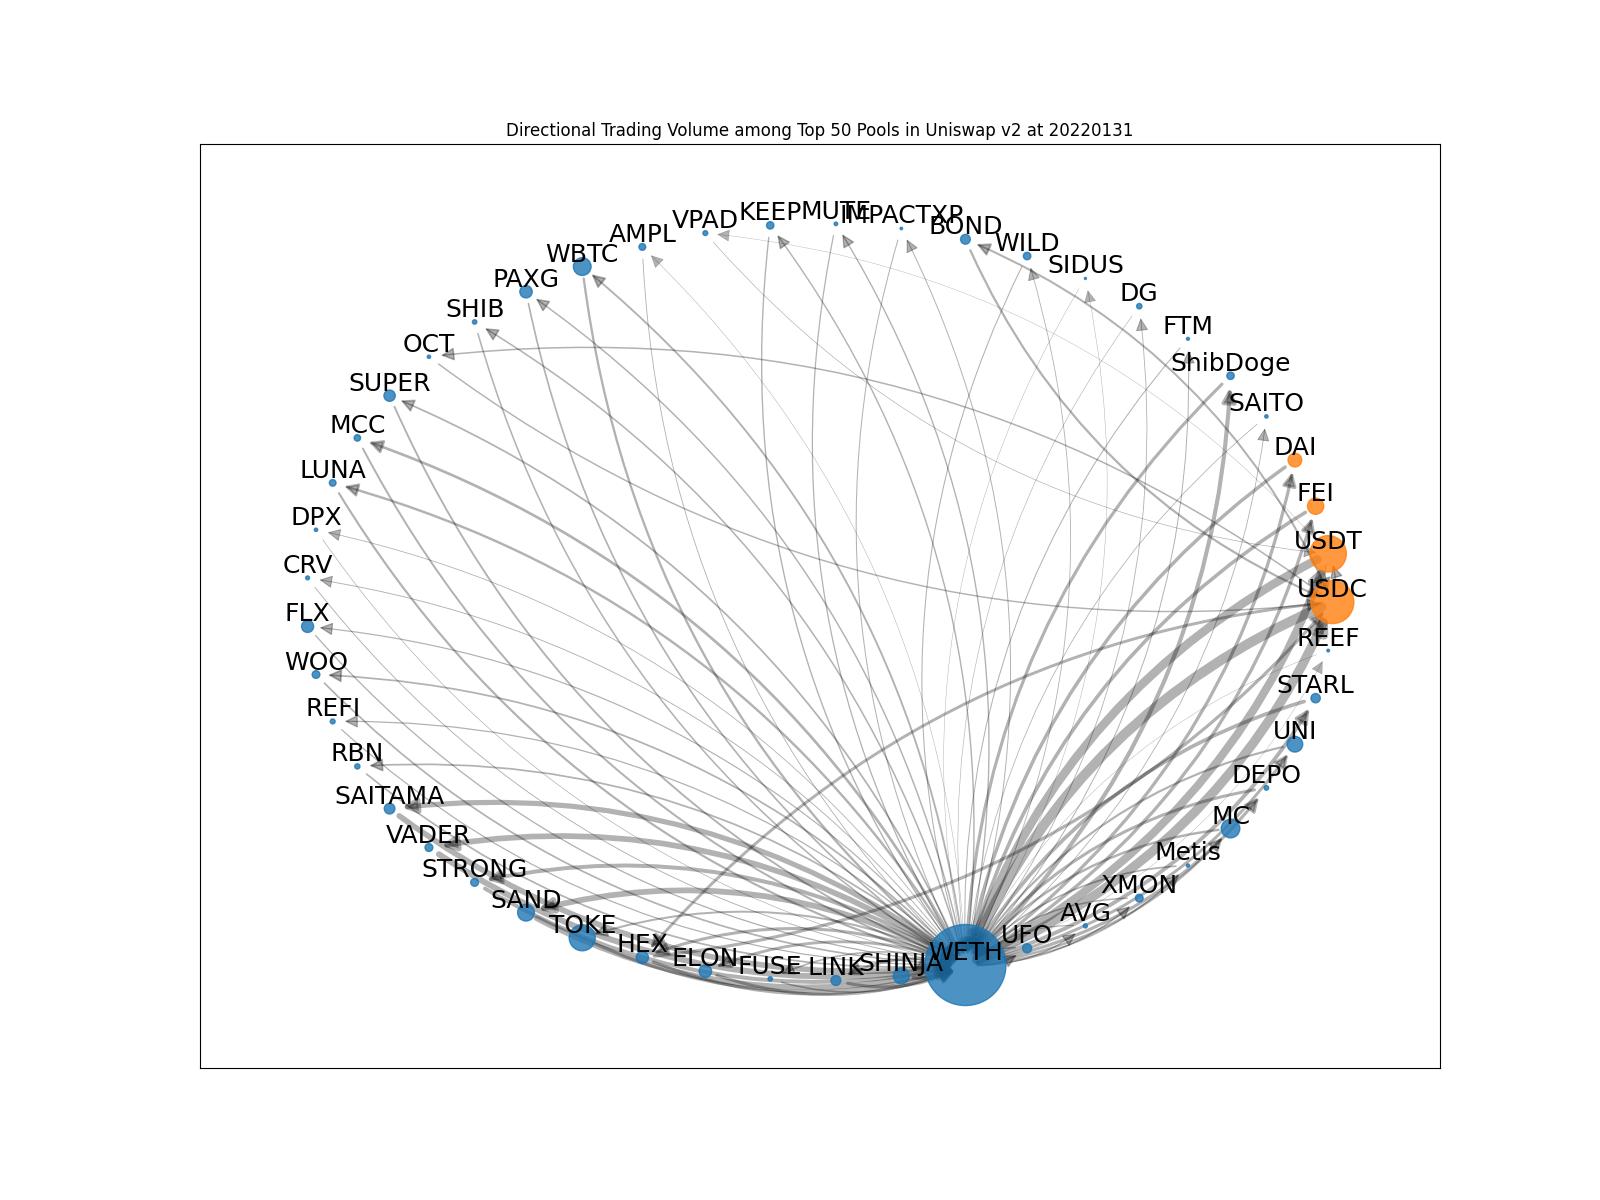 Directional Trading Volume among Top 50 Pools in Uniswap v2 at 20220131
KEEP
MUTE
IMPACTXP
VPAD
BOND
AMPL
WILD
WBTC
SIDUS
PAXG
DG
SHIB
FTM
OCT
ShibDoge
SUPER
SAITO
MCC
DAI
LUNA
FEI
DPX
USDT
CRV
USDC
FLX
REEF
WOO
STARL
REFI
UNI
RBN
DEPO
SAITAMA
MC
VADER
Metis
STRONG
XMON
SAND
AVG
TOKE
UFO
HEX
WETH
ELON
FUSE
LINK
SHINJA